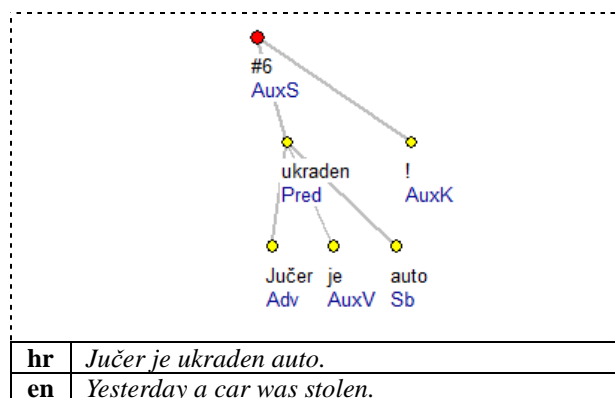 #6
AuxS
ukraden !
Pred AuxK
Jučer je auto
Adv AuxV Sb
hr Jučer je ukraden auto.
en Yesterday a car was stolen.